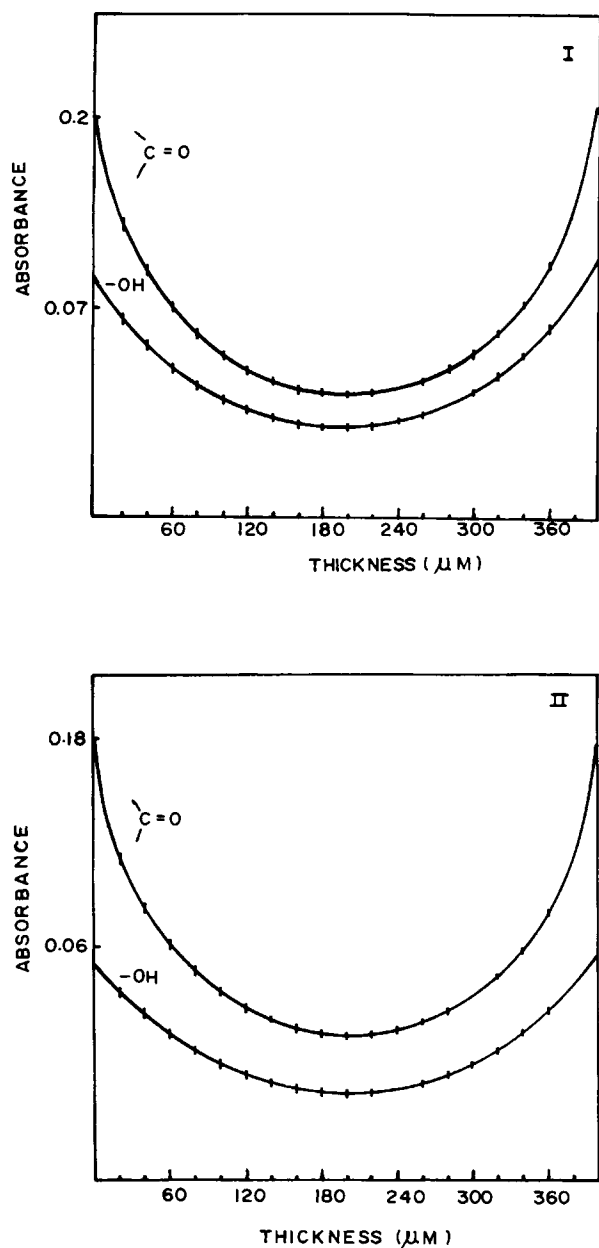 I
0.2
C=O
-OH
0.07
ABSORBANCE
60 120 180 240 300 360
THICKNESS (μM)
II
0.18
C=O
0.06
-OH
ABSORBANCE
60 120 180 240 300 360
THICKNESS (μM)